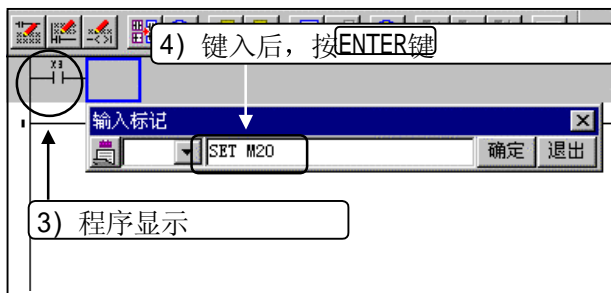 4) 键入后，按ENTER键
X3
输入标记
SET M20
确定
退出
3) 程序显示